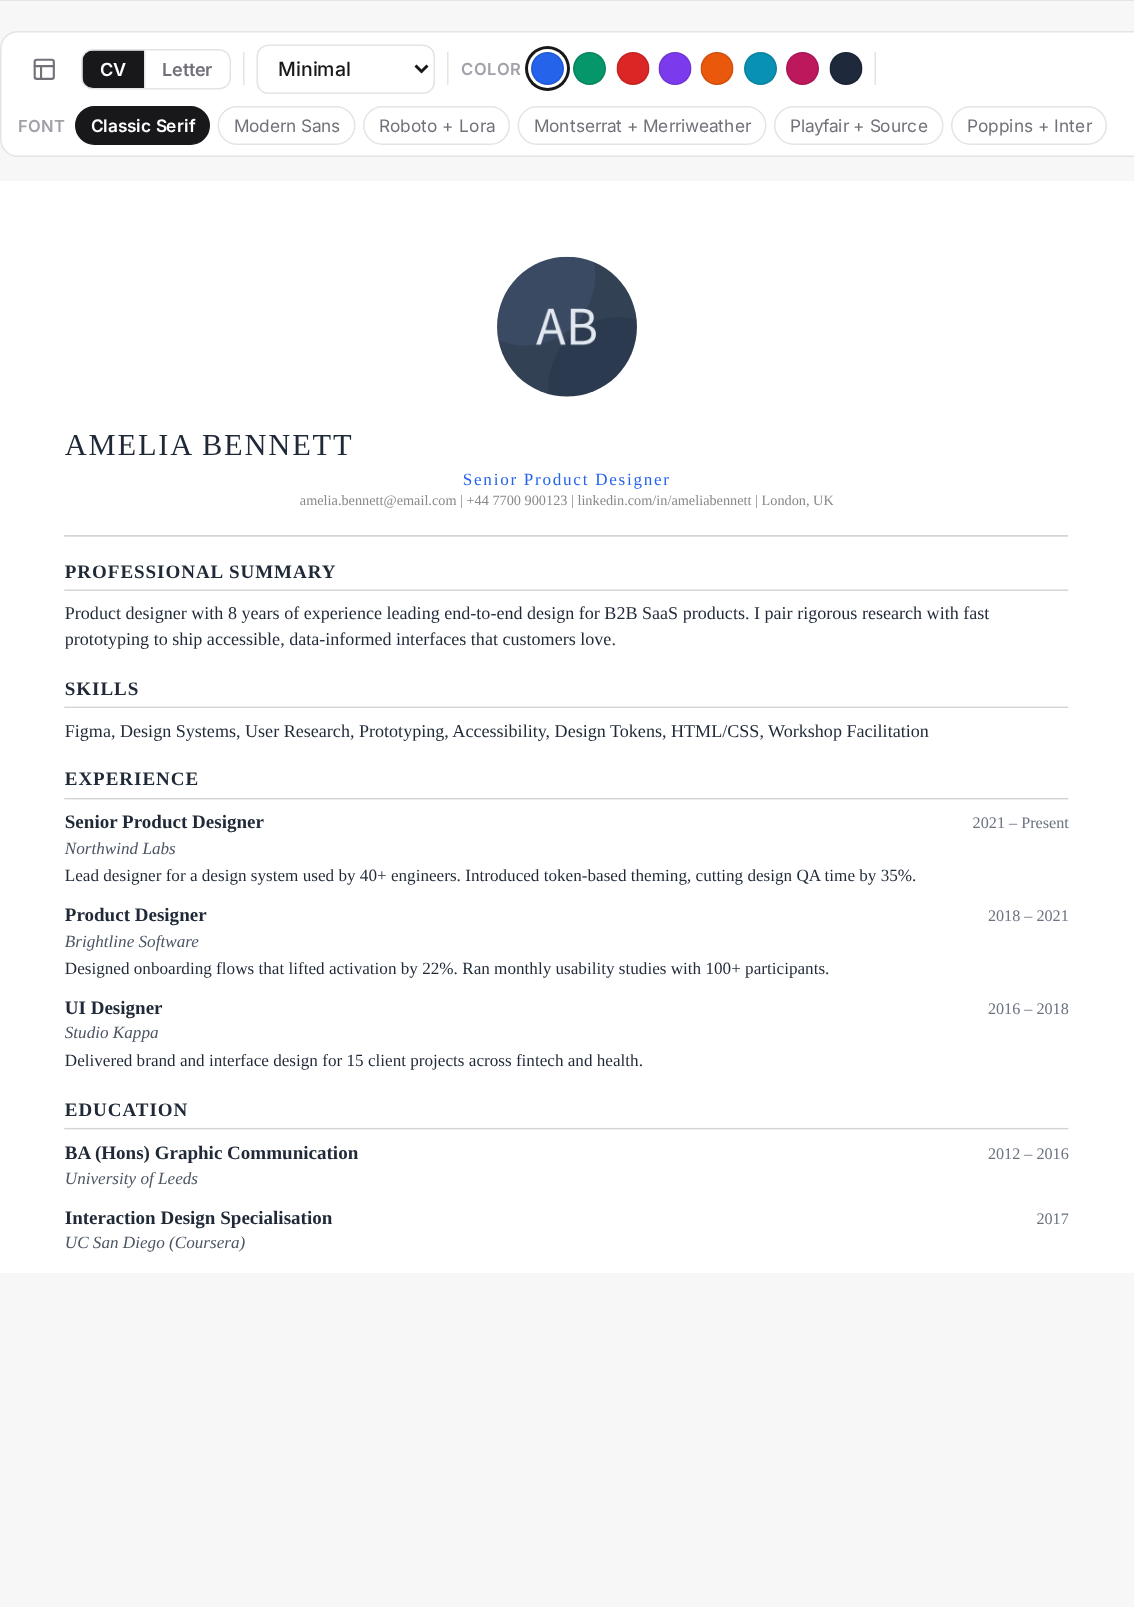 CV Letter Minimal COLOR
FONT Classic Serif Modern Sans Roboto + Lora Montserrat + Merriweather Playfair + Source Poppins + Inter
AB
AMELIA BENNETT
Senior Product Designer
amelia.bennett@email.com | +44 7700 900123 | linkedin.com/in/ameliabennett | London, UK
PROFESSIONAL SUMMARY
Product designer with 8 years of experience leading end-to-end design for B2B SaaS products. I pair rigorous research with fast
prototyping to ship accessible, data-informed interfaces that customers love.
SKILLS
Figma, Design Systems, User Research, Prototyping, Accessibility, Design Tokens, HTML/CSS, Workshop Facilitation
EXPERIENCE
Senior Product Designer 2021 – Present
Northwind Labs
Lead designer for a design system used by 40+ engineers. Introduced token-based theming, cutting design QA time by 35%.
Product Designer 2018 – 2021
Brightline Software
Designed onboarding flows that lifted activation by 22%. Ran monthly usability studies with 100+ participants.
UI Designer 2016 – 2018
Studio Kappa
Delivered brand and interface design for 15 client projects across fintech and health.
EDUCATION
BA (Hons) Graphic Communication 2012 – 2016
University of Leeds
Interaction Design Specialisation 2017
UC San Diego (Coursera)